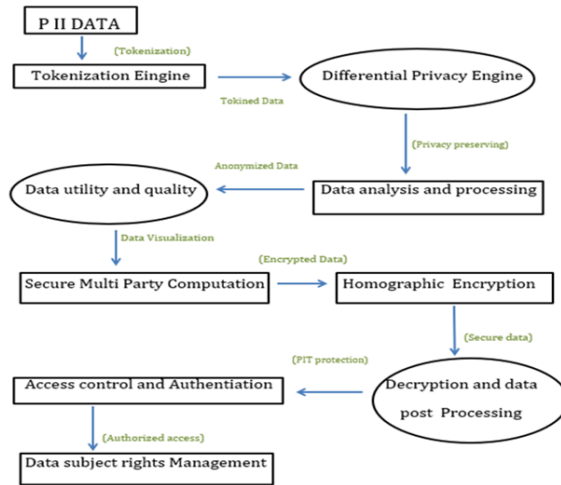 P II DATA
(Tokenization)
Tokenization Eingine
Tokined Data
Differential Privacy Engine
(Privacy preserving)
Data analysis and processing
Anonymized Data
Data utility and quality
Data Visualization
Secure Multi Party Computation
(Encrypted Data)
Homographic Encryption
(Secure data)
Decryption and data
post Processing
(PIT protection)
Access control and Authentiation
(Authorized access)
Data subject rights Management